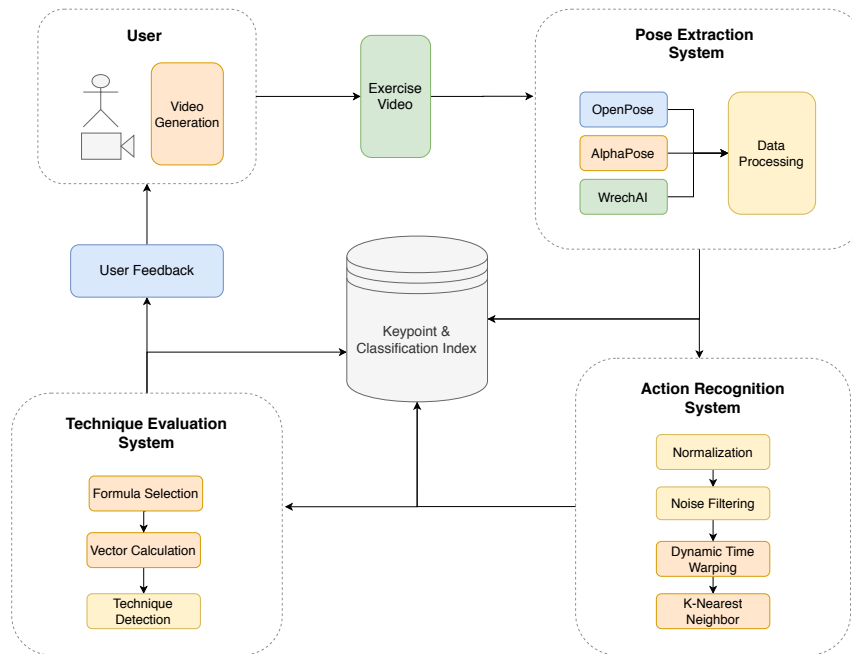 User
Video
Generation
Exercise
Video
Pose Extraction
System
OpenPose
AlphaPose
WrechAI
Data
Processing
User Feedback
Keypoint &
Classification Index
Technique Evaluation
System
Formula Selection
Vector Calculation
Technique
Detection
Action Recognition
System
Normalization
Noise Filtering
Dynamic Time
Warping
K-Nearest
Neighbor